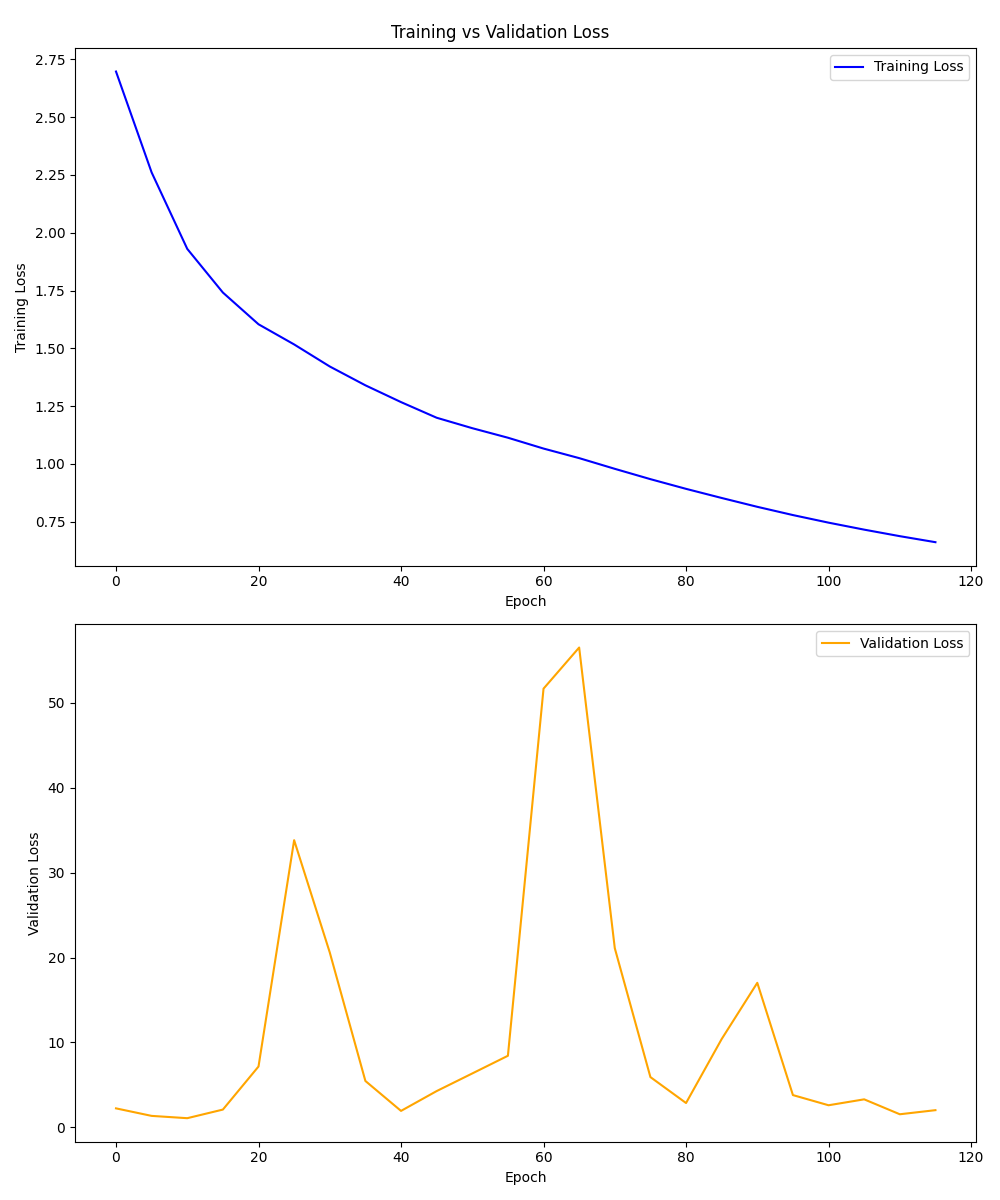 Training vs Validation Loss
Training Loss
2.75
2.50
2.25
2.00
1.75
1.50
1.25
1.00
0.75
Training Loss
0 20 40 60 80 100 120
Epoch
Validation Loss
50
40
30
20
10
0
Validation Loss
0 20 40 60 80 100 120
Epoch